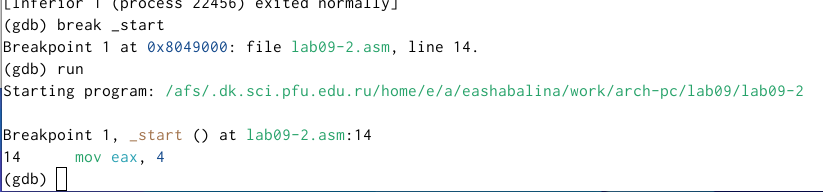 [Inferior 1 (process 22456) exited normally]
(gdb) break _start
Breakpoint 1 at 0x8049000: file lab09-2.asm, line 14.
(gdb) run
Starting program: /afs/.dk.sci.pfu.edu.ru/home/e/a/eashabalina/work/arch-pc/lab09/lab09-2
Breakpoint 1, _start () at lab09-2.asm:14
14 mov eax, 4
(gdb)